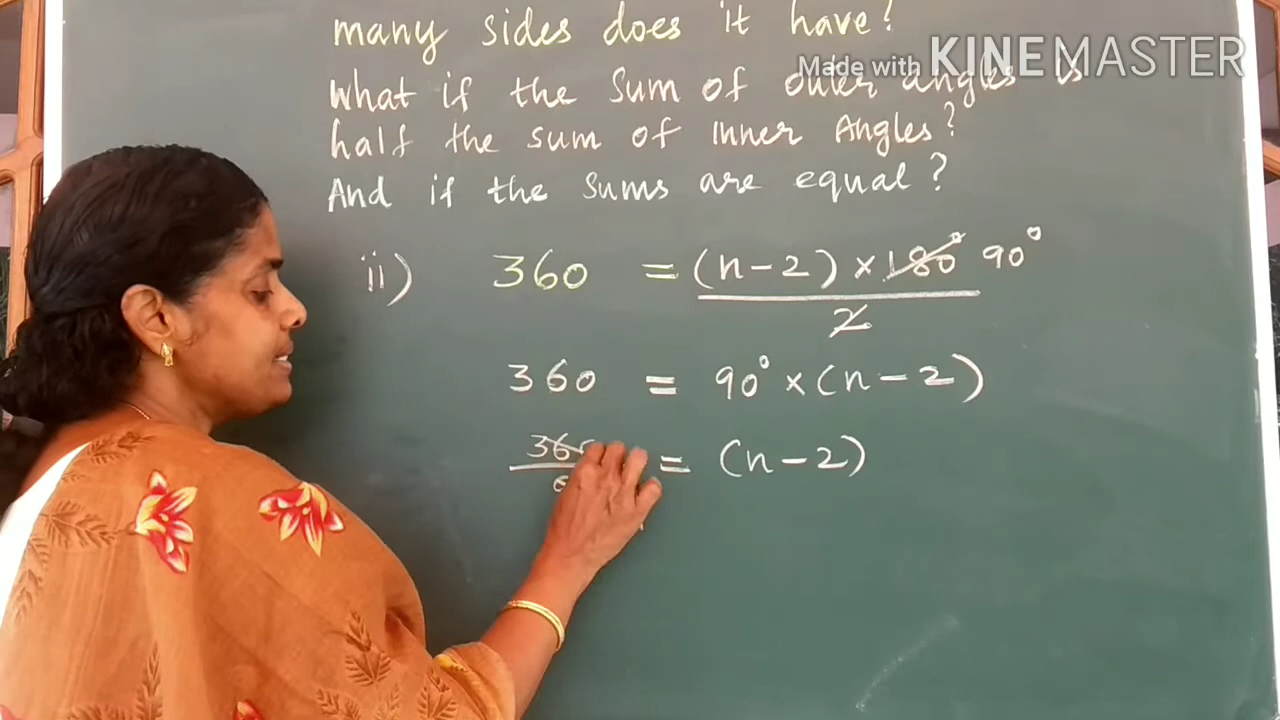 many sides does it have?
Made with KINEMASTER
What if the Sum of outer angles is
half the sum of inner Angles?
And if the Sums are equal?
ii) 360 = (n-2) × 180° 90°
2
360 = 90° × (n-2)
360 = (n-2)